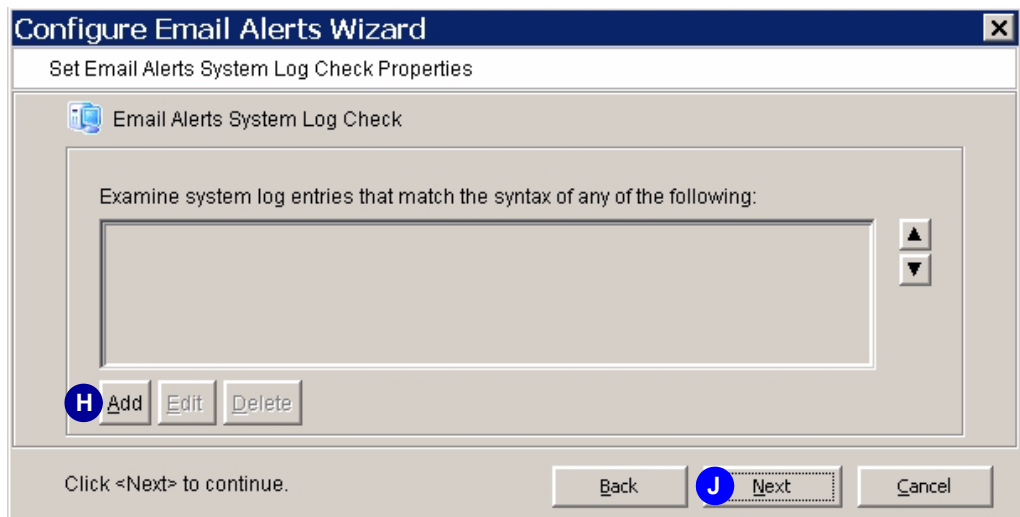 Configure Email Alerts Wizard
Set Email Alerts System Log Check Properties
Email Alerts System Log Check
Examine system log entries that match the syntax of any of the following:
H Add Edit Delete
Click <Next> to continue. Back J Next Cancel